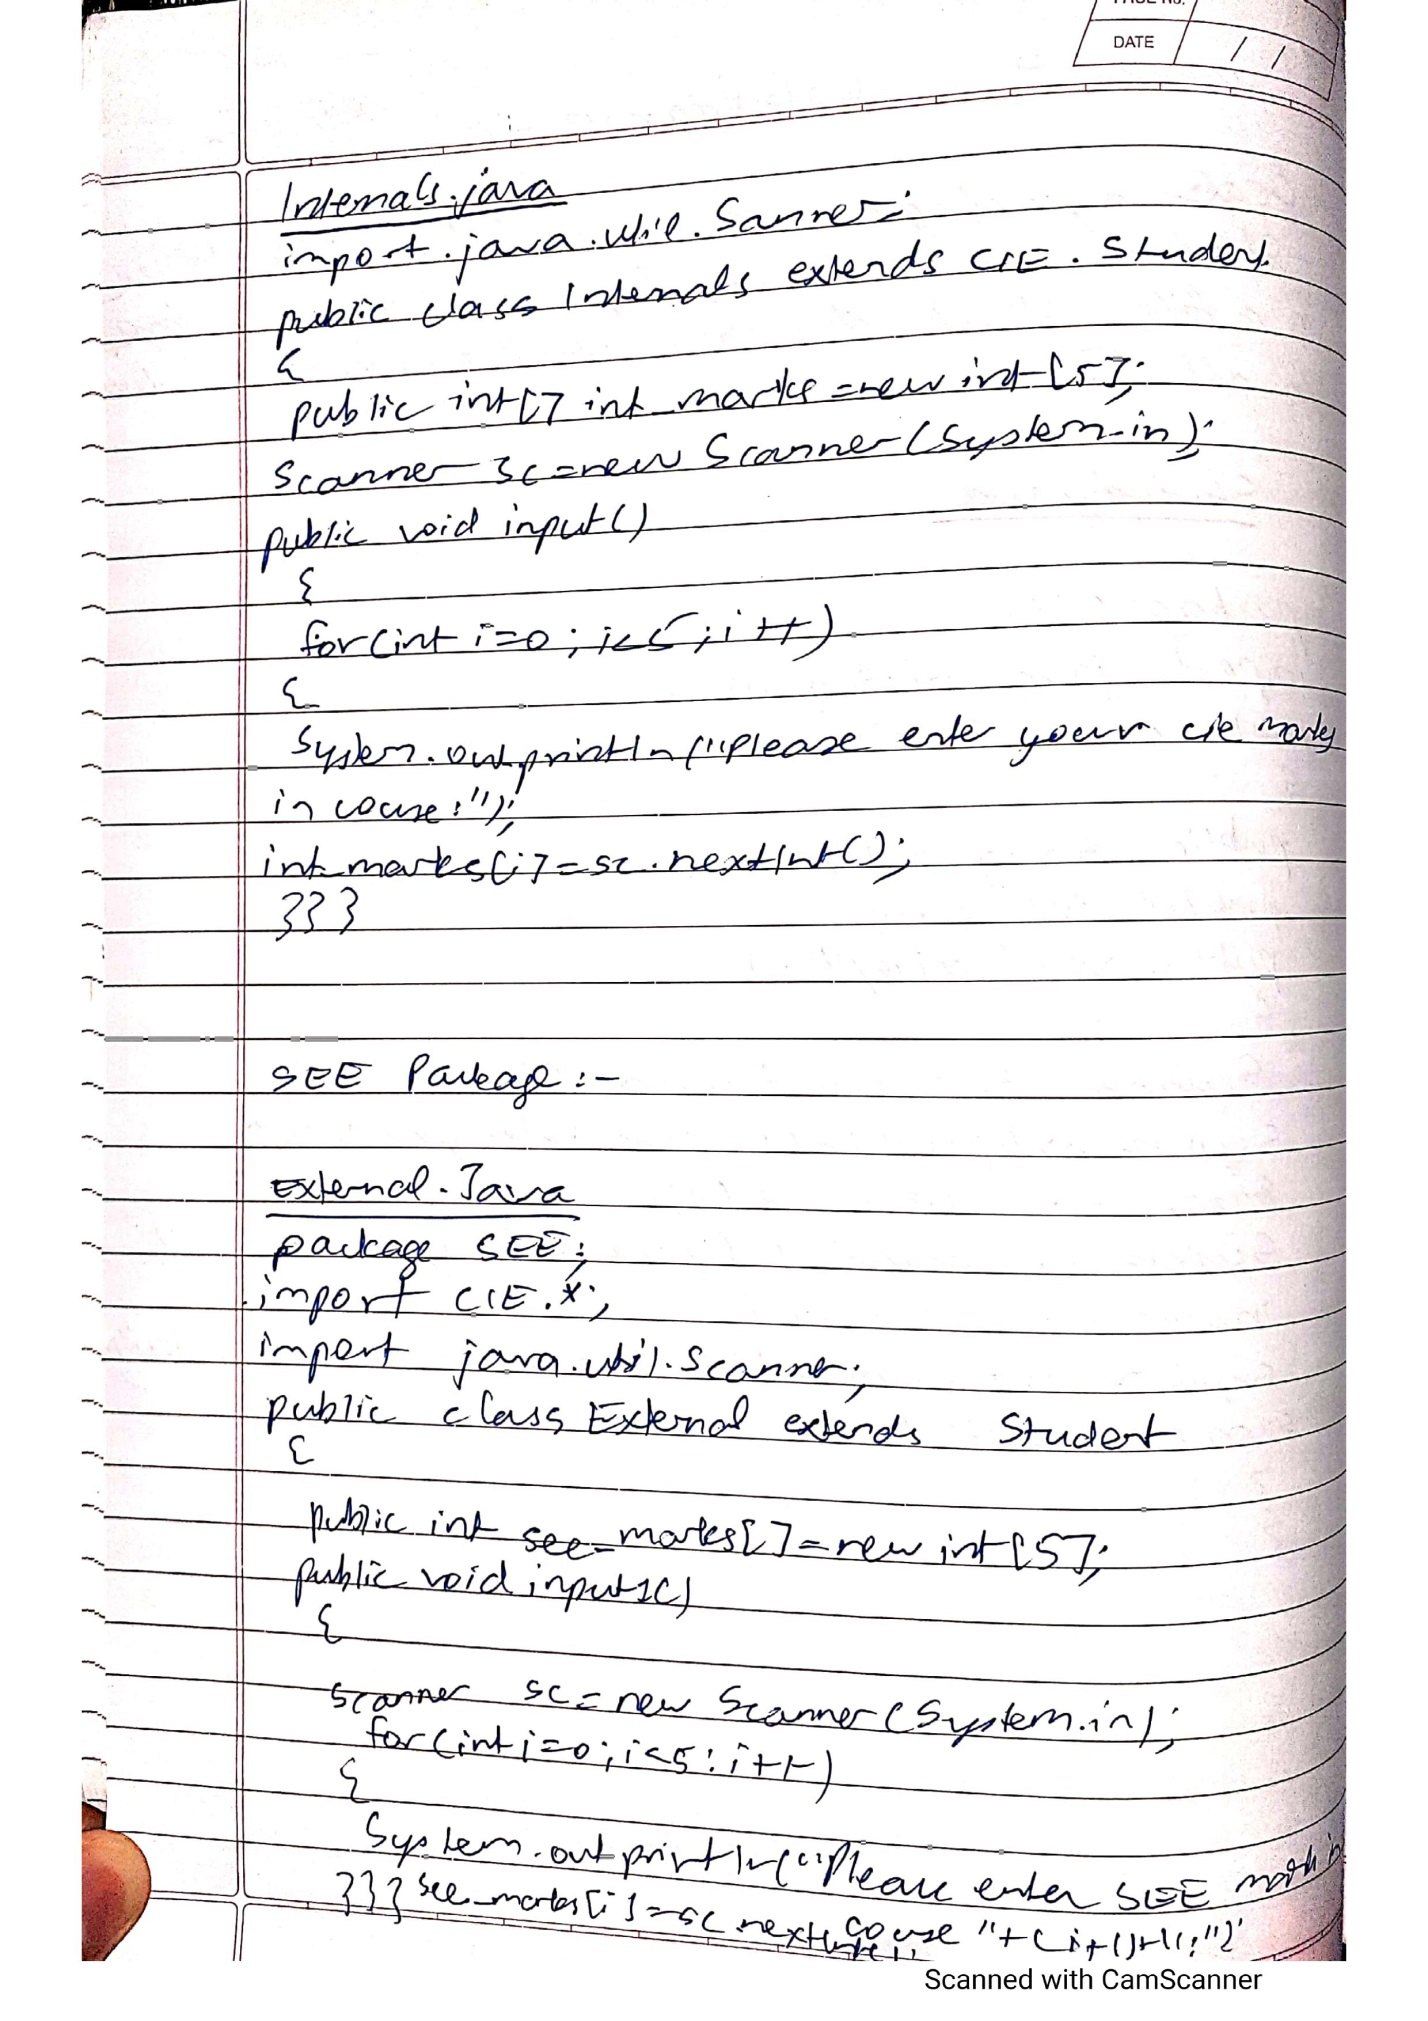 PAGE NO.
DATE / /
Internals.java
import.java.util.Sanner;
public class Internals extends CIE.Student
{
public int[] int_marks=new int[5];
Scanner sc=new Scanner(System.in);
public void input()
{
for(int i=0;i<5;i++)
{
System.out.println("please enter your cie marks
in course:");
int_marks[i]=sc.nextInt();
}}}
SEE Package:-
External.Java
package SEE;
import CIE.*;
import java.util.Scanner;
public class External extends Student
{
public int see_marks[]=new int[5];
public void input1()
{
Scanner sc=new Scanner(System.in);
for(int i=0;i<5;i++)
{
System.out.println("Please enter SEE marks in
course "+(i+1)+":")
}}} see_marks[i]=sc.nextInt();
Scanned with CamScanner